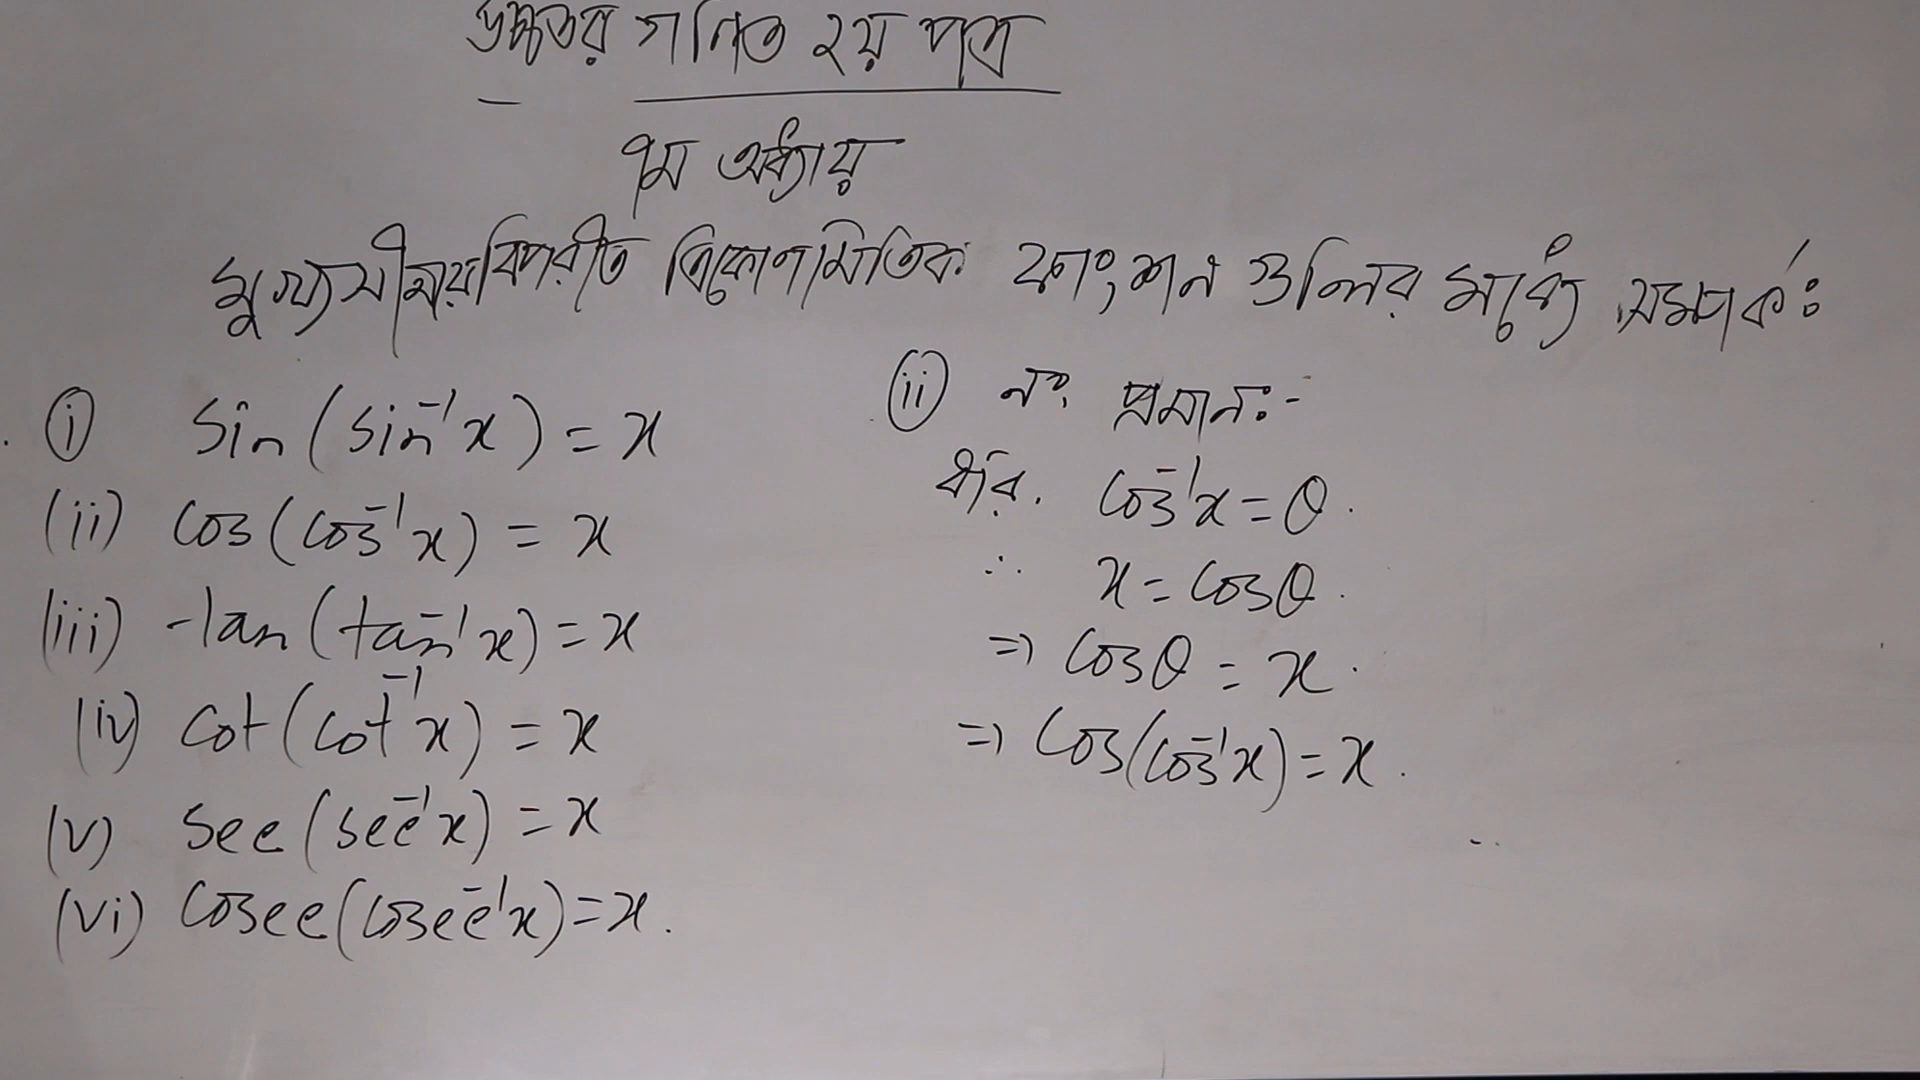 উচ্চতর গনিত ২য় পত্র
৭ম অধ্যায়
মুখ্যসীমায় বিপরীত ত্রিকোণমিতিক ফাংশন গুলির মধ্যে সম্পর্ক:
(i) sin(sin⁻¹x) = x
(ii) cos(cos⁻¹x) = x
(iii) tan(tan⁻¹x) = x
(iv) cot(cot⁻¹x) = x
(v) sec(sec⁻¹x) = x
(vi) cosec(cosec⁻¹x) = x.
(ii) নং প্রমান:-
ধরি. cos⁻¹x = θ.
∴ x = cosθ.
⇒ cosθ = x.
⇒ cos(cos⁻¹x) = x.